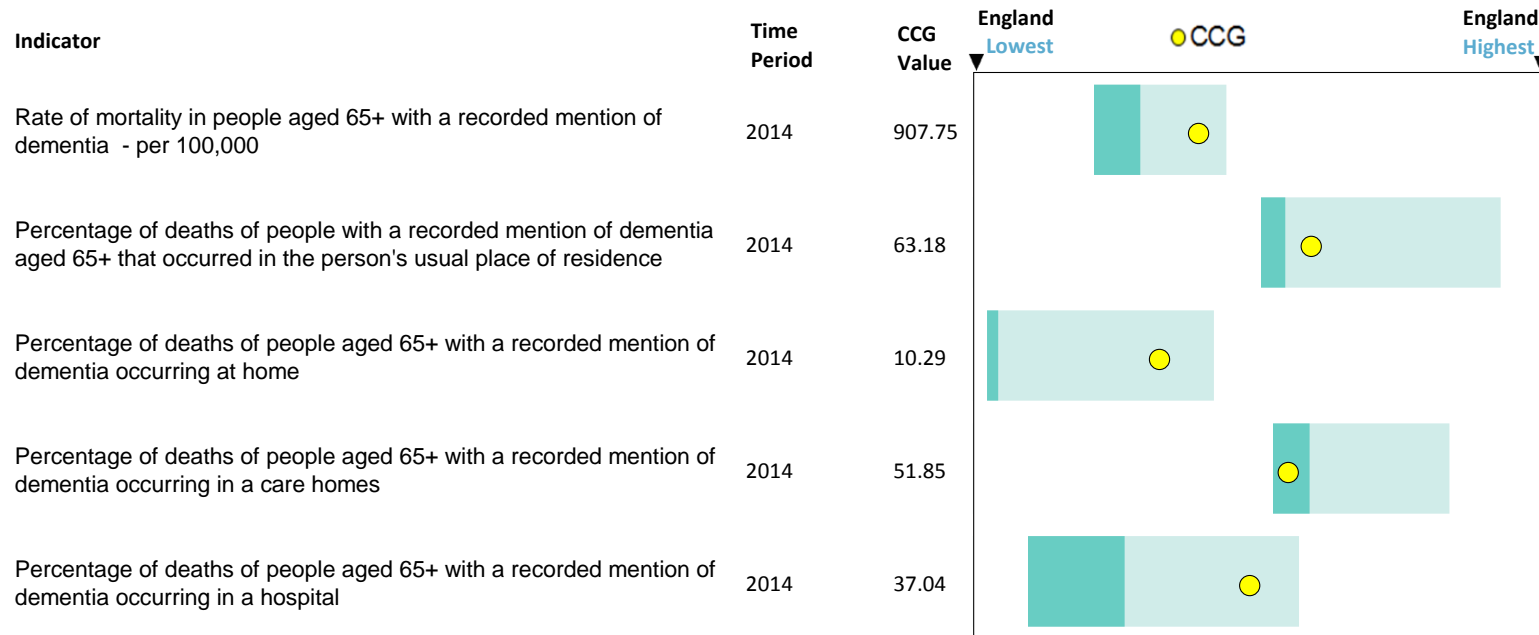 Indicator
Time
Period
CCG
Value
England
Lowest
CCG
England
Highest
Rate of mortality in people aged 65+ with a recorded mention of
dementia - per 100,000
2014
907.75
Percentage of deaths of people with a recorded mention of dementia
aged 65+ that occurred in the person's usual place of residence
2014
63.18
Percentage of deaths of people aged 65+ with a recorded mention of
dementia occurring at home
2014
10.29
Percentage of deaths of people aged 65+ with a recorded mention of
dementia occurring in a care homes
2014
51.85
Percentage of deaths of people aged 65+ with a recorded mention of
dementia occurring in a hospital
2014
37.04